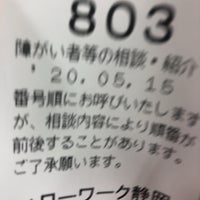 803
障がい者等の相談・紹介
'20.05.15
番号順にお呼びいたします
が、相談内容により順番が
前後することがあります。
ご了承願います。
ローワーク静岡